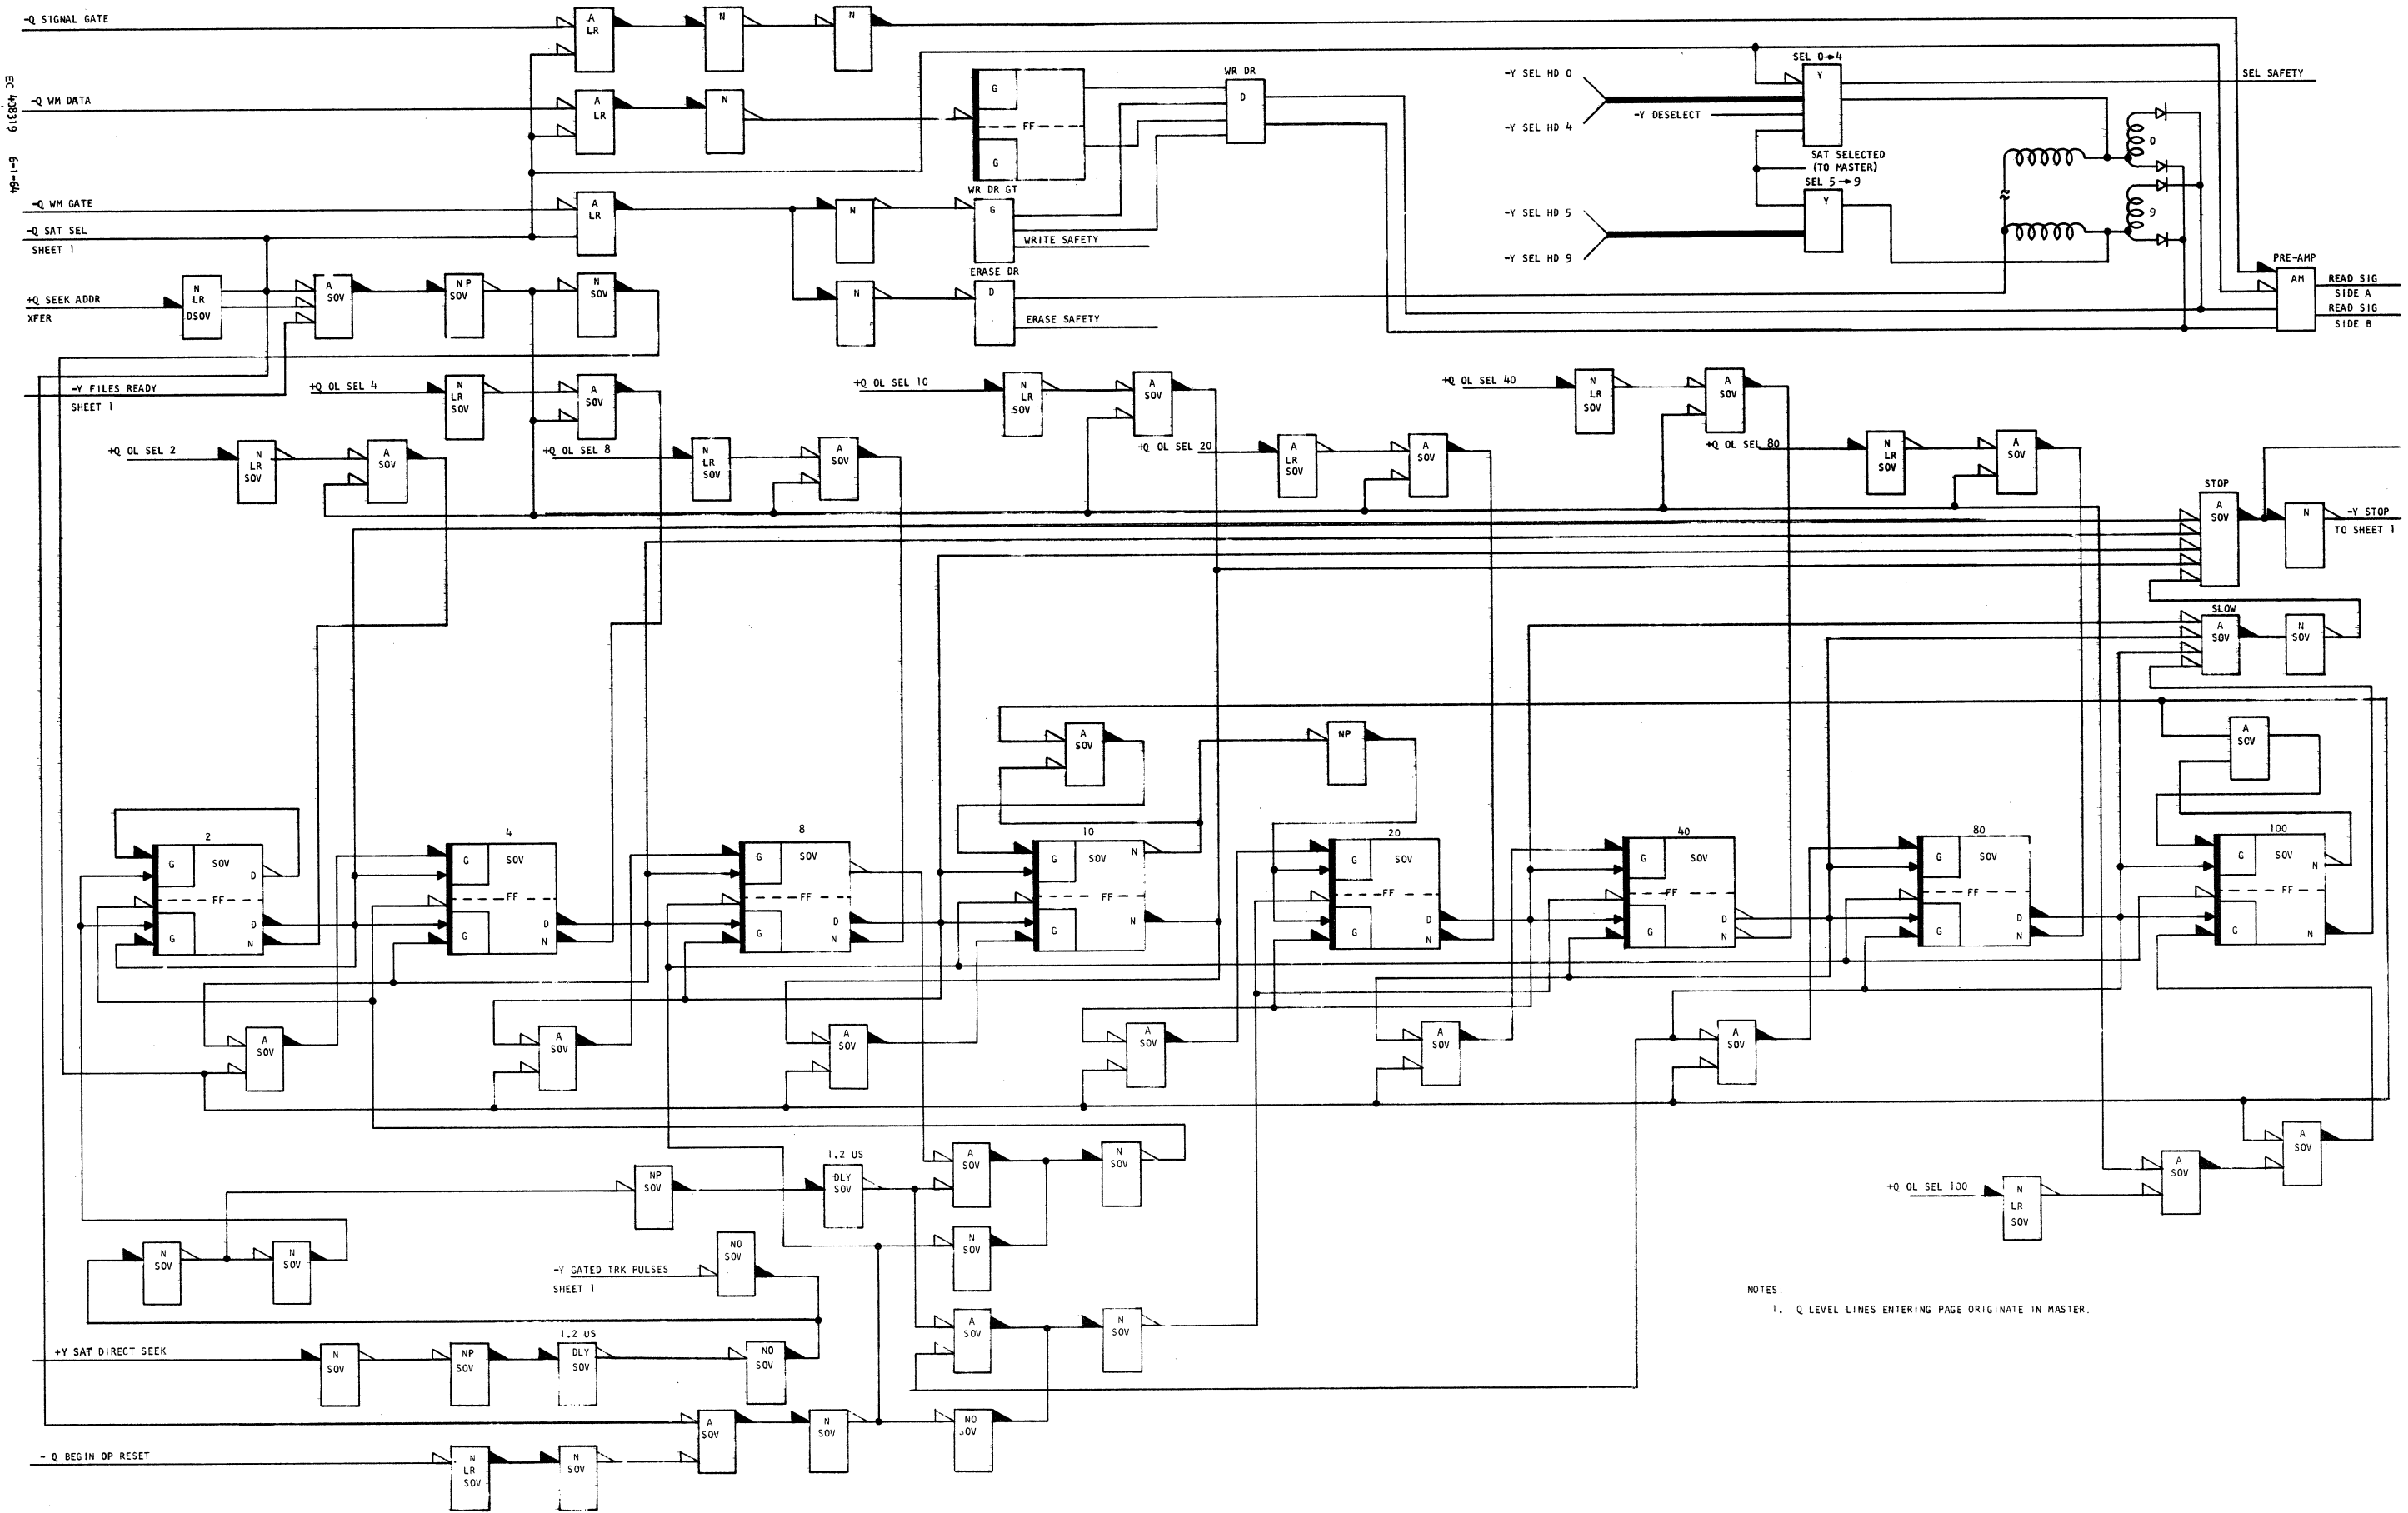 -Q SIGNAL GATE
A
LR
N
N
EC 408319 6-1-64
-Q WM DATA
A
LR
N
G
FF
G
WR DR
D
-Y SEL HD 0
-Y SEL HD 4
SEL 0→4
Y
-Y DESELECT
SEL SAFETY
SAT SELECTED
(TO MASTER)
SEL 5→9
Y
-Y SEL HD 5
-Y SEL HD 9
0
9
-Q WM GATE
A
LR
N
WR DR GT
G
WRITE SAFETY
-Q SAT SEL
SHEET 1
N
ERASE DR
D
ERASE SAFETY
PRE-AMP
AM
READ SIG
SIDE A
READ SIG
SIDE B
+Q SEEK ADDR
XFER
N
LR
DSOV
A
SOV
NP
SOV
N
SOV
-Y FILES READY
SHEET 1
+Q OL SEL 4
N
LR
SOV
A
SOV
+Q OL SEL 10
N
LR
SOV
A
SOV
+Q OL SEL 40
N
LR
SOV
A
SOV
+Q OL SEL 2
N
LR
SOV
A
SOV
+Q OL SEL 8
N
LR
SOV
A
SOV
+Q OL SEL 20
A
LR
SOV
A
SOV
+Q OL SEL 80
N
LR
SOV
A
SOV
STOP
A
SOV
N
-Y STOP
TO SHEET 1
SLOW
A
SOV
N
SOV
A
SOV
NP
A
SOV
2
G SOV
D
FF
D
G
N
4
G SOV
FF
D
G
N
8
G SOV
FF
D
G
N
10
G SOV N
FF
G
N
20
G SOV
FF
D
G
N
40
G SOV
FF
D
G
N
80
G SOV
FF
D
G
N
100
G SOV
N
FF
G
N
A
SOV
A
SOV
A
SOV
A
SOV
A
SOV
A
SOV
A
SOV
NP
SOV
1.2 US
DLY
SOV
A
SOV
N
SOV
A
SOV
+Q OL SEL 100
N
LR
SOV
N
SOV
N
SOV
NO
SOV
N
SOV
-Y GATED TRK PULSES
SHEET 1
NOTES:
1. Q LEVEL LINES ENTERING PAGE ORIGINATE IN MASTER.
A
SOV
N
SOV
+Y SAT DIRECT SEEK
N
SOV
NP
SOV
1.2 US
DLY
SOV
NO
SOV
A
SOV
N
SOV
NO
SOV
- Q BEGIN OP RESET
N
LR
SOV
N
SOV